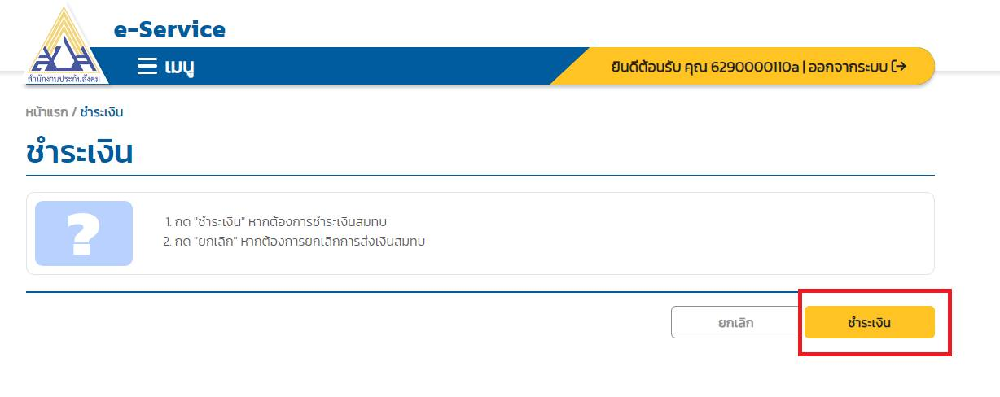 e-Service
สำนักงานประกันสังคม
เมนู
ยินดีต้อนรับ คุณ 6290000110a | ออกจากระบบ
หน้าแรก / ชำระเงิน
ชำระเงิน
?
1. กด "ชำระเงิน" หากต้องการชำระเงินสมทบ
2. กด "ยกเลิก" หากต้องการยกเลิกการส่งเงินสมทบ
ยกเลิก
ชำระเงิน